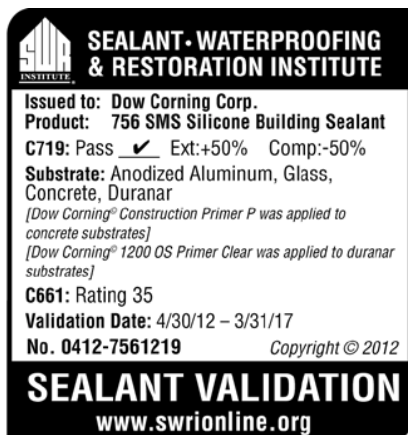 SWR
INSTITUTE
SEALANT • WATERPROOFING
& RESTORATION INSTITUTE
Issued to: Dow Corning Corp.
Product: 756 SMS Silicone Building Sealant
C719: Pass ✔ Ext:+50% Comp:-50%
Substrate: Anodized Aluminum, Glass,
Concrete, Duranar
[Dow Corning© Construction Primer P was applied to
concrete substrates]
[Dow Corning© 1200 OS Primer Clear was applied to duranar
substrates]
C661: Rating 35
Validation Date: 4/30/12 – 3/31/17
No. 0412-7561219 Copyright © 2012
SEALANT VALIDATION
www.swrionline.org